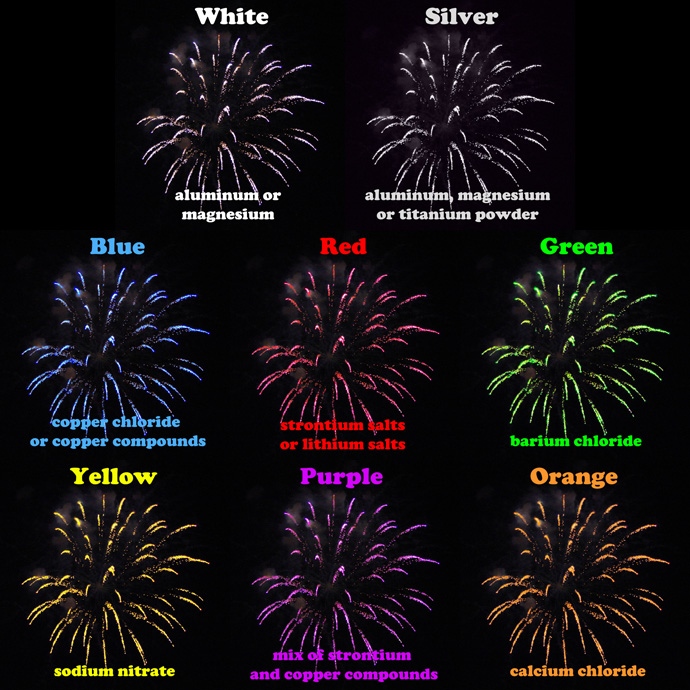 White
Silver
aluminum or
magnesium
aluminum, magnesium
or titanium powder
Blue
Red
Green
copper chloride
or copper compounds
strontium salts
or lithium salts
barium chloride
Yellow
Purple
Orange
sodium nitrate
mix of strontium
and copper compounds
calcium chloride